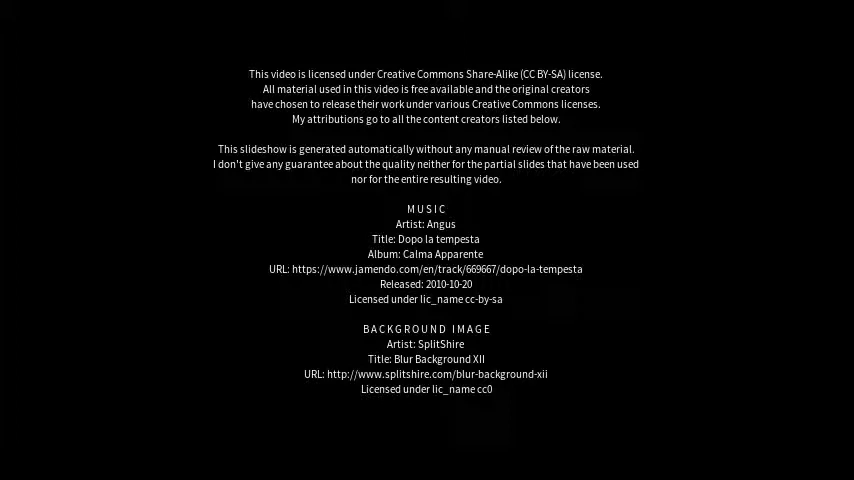 This video is licensed under Creative Commons Share-Alike (CC BY-SA) license.
All material used in this video is free available and the original creators
have chosen to release their work under various Creative Commons licenses.
My attributions go to all the content creators listed below.
This slideshow is generated automatically without any manual review of the raw material.
I don't give any guarantee about the quality neither for the partial slides that have been used
nor for the entire resulting video.
MUSIC
Artist: Angus
Title: Dopo la tempesta
Album: Calma Apparente
URL: https://www.jamendo.com/en/track/669667/dopo-la-tempesta
Released: 2010-10-20
Licensed under lic_name cc-by-sa
BACKGROUND IMAGE
Artist: SplitShire
Title: Blur Background XII
URL: http://www.splitshire.com/blur-background-xii
Licensed under lic_name cc0